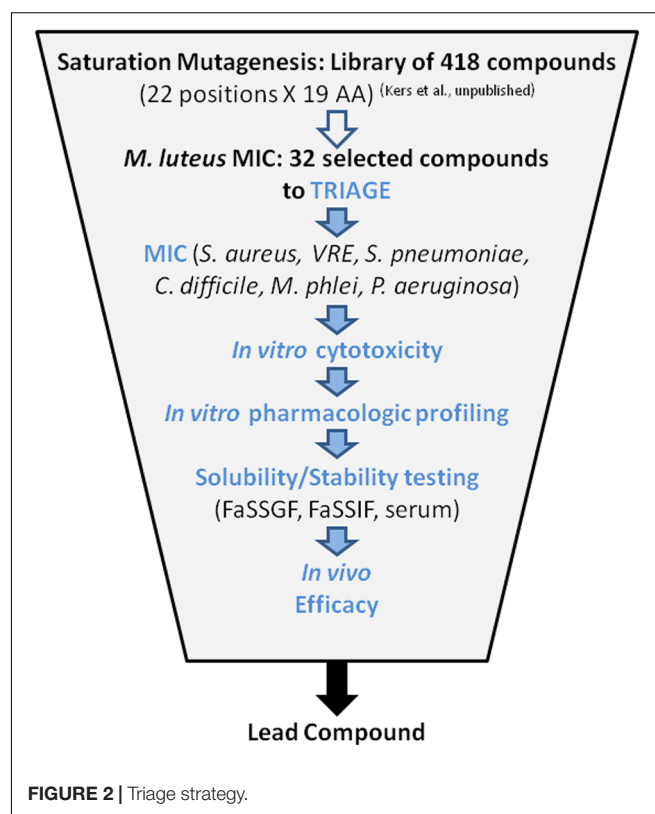 Saturation Mutagenesis: Library of 418 compounds
(22 positions X 19 AA) (Kers et al., unpublished)
M. luteus MIC: 32 selected compounds
to TRIAGE
MIC (S. aureus, VRE, S. pneumoniae,
C. difficile, M. phlei, P. aeruginosa)
In vitro cytotoxicity
In vitro pharmacologic profiling
Solubility/Stability testing
(FaSSGF, FaSSIF, serum)
In vivo
Efficacy
Lead Compound
FIGURE 2 | Triage strategy.